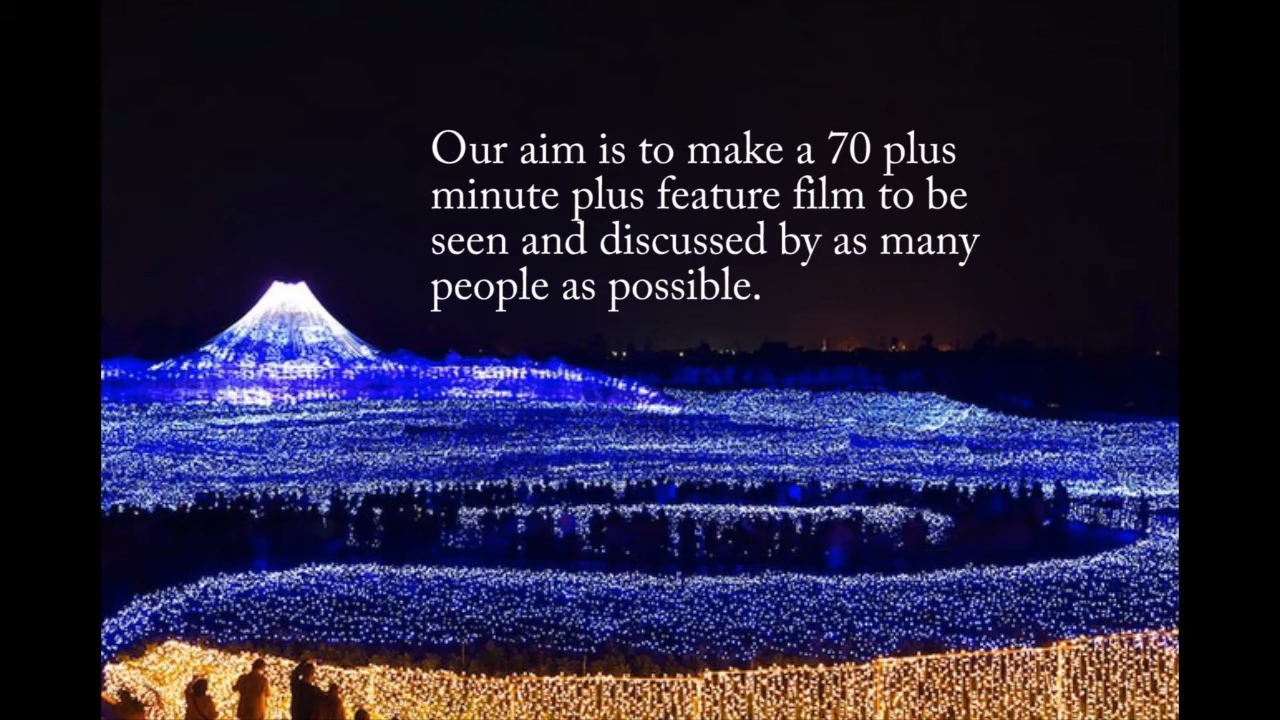 Our aim is to make a 70 plus
minute plus feature film to be
seen and discussed by as many
people as possible.